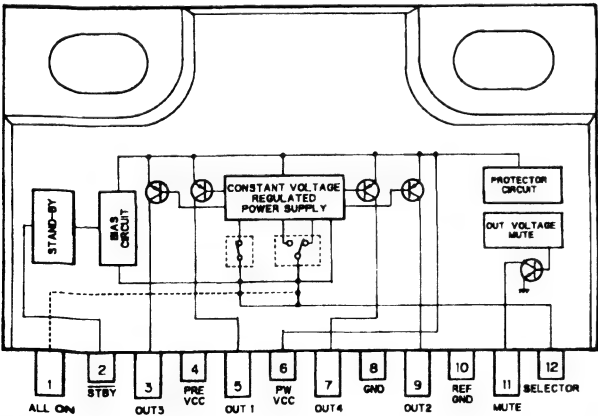 CONSTANT VOLTAGE
REGULATED
POWER SUPPLY
PROTECTOR
CIRCUIT
STAND-BY
BIAS
CIRCUIT
OUT VOLTAGE
MUTE
1
2
3
4
5
6
7
8
9
10
11
12
ALL ON
STBY
OUT3
PRE
VCC
OUT1
PW
VCC
OUT4
GND
OUT2
REF
GND
MUTE
SELECTOR